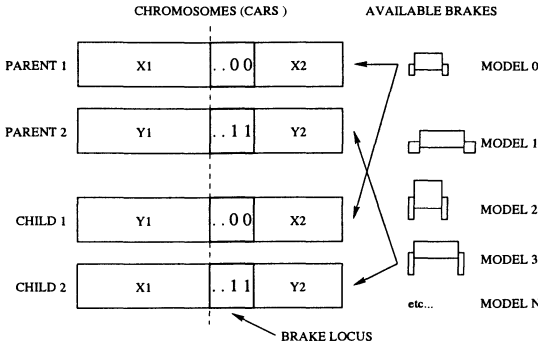 CHROMOSOMES (CARS ) AVAILABLE BRAKES
PARENT 1 X1 ..00 X2 MODEL 0
PARENT 2 Y1 ..11 Y2 MODEL 1
CHILD 1 Y1 ..00 X2 MODEL 2
CHILD 2 X1 ..11 Y2 MODEL 3
etc... MODEL N
BRAKE LOCUS